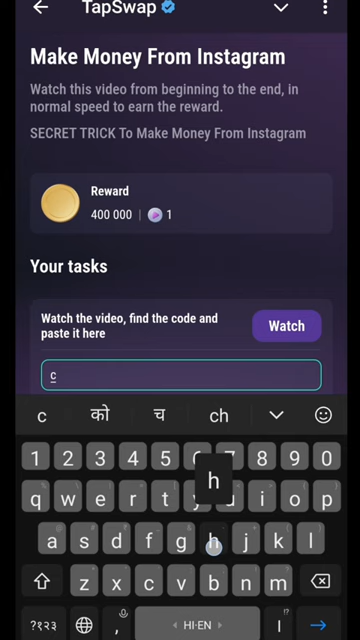 TapSwap
Make Money From Instagram
Watch this video from beginning to the end, in
normal speed to earn the reward.
SECRET TRICK To Make Money From Instagram
Reward
400 000 | 1
Your tasks
Watch the video, find the code and
paste it here
Watch
c
c को च ch
1 2 3 4 5 6 7 8 9 0
h
q w e r t u i o p
a s d f g h j k l
z x c v b n m
?१२३ , HI·EN